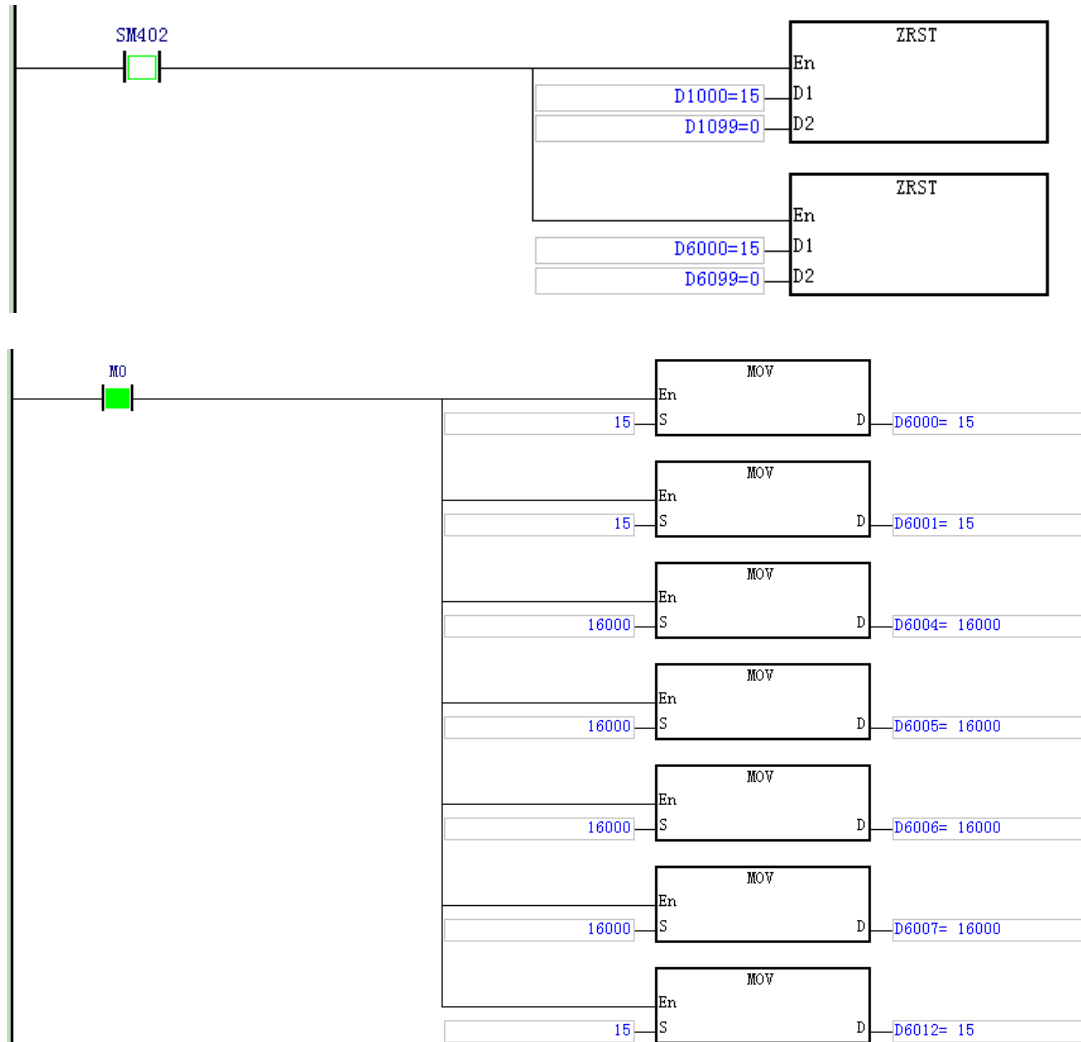 SM402
ZRST
En
D1000=15 D1
D1099=0 D2
ZRST
En
D6000=15 D1
D6099=0 D2
M0
MOV
En
15 S D D6000= 15
MOV
En
15 S D D6001= 15
MOV
En
16000 S D D6004= 16000
MOV
En
16000 S D D6005= 16000
MOV
En
16000 S D D6006= 16000
MOV
En
16000 S D D6007= 16000
MOV
En
15 S D D6012= 15